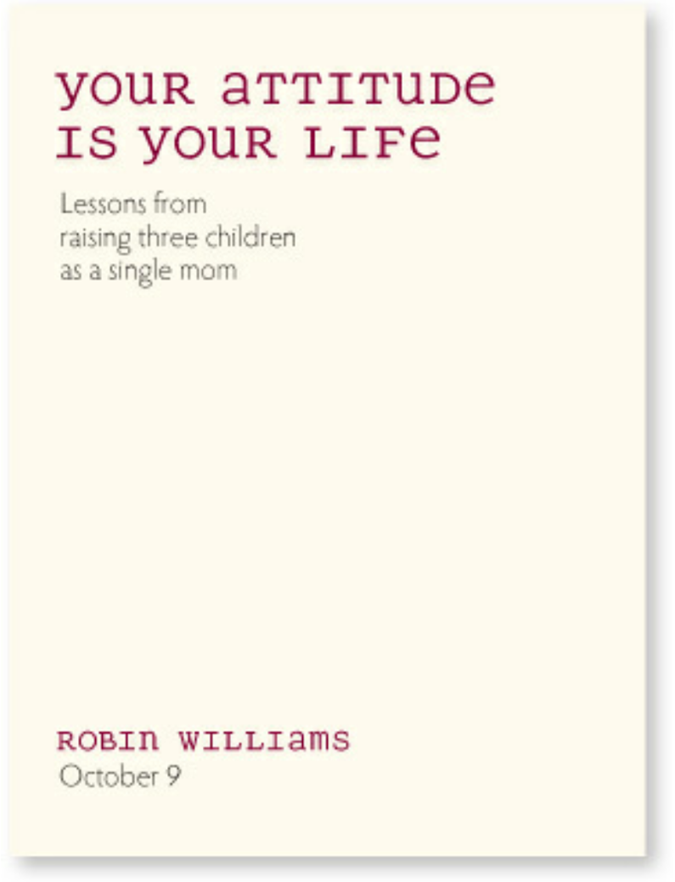 your aTTITuDe
IS your LIFe
Lessons from
raising three children
as a single mom
ROBIn WILLIamS
October 9